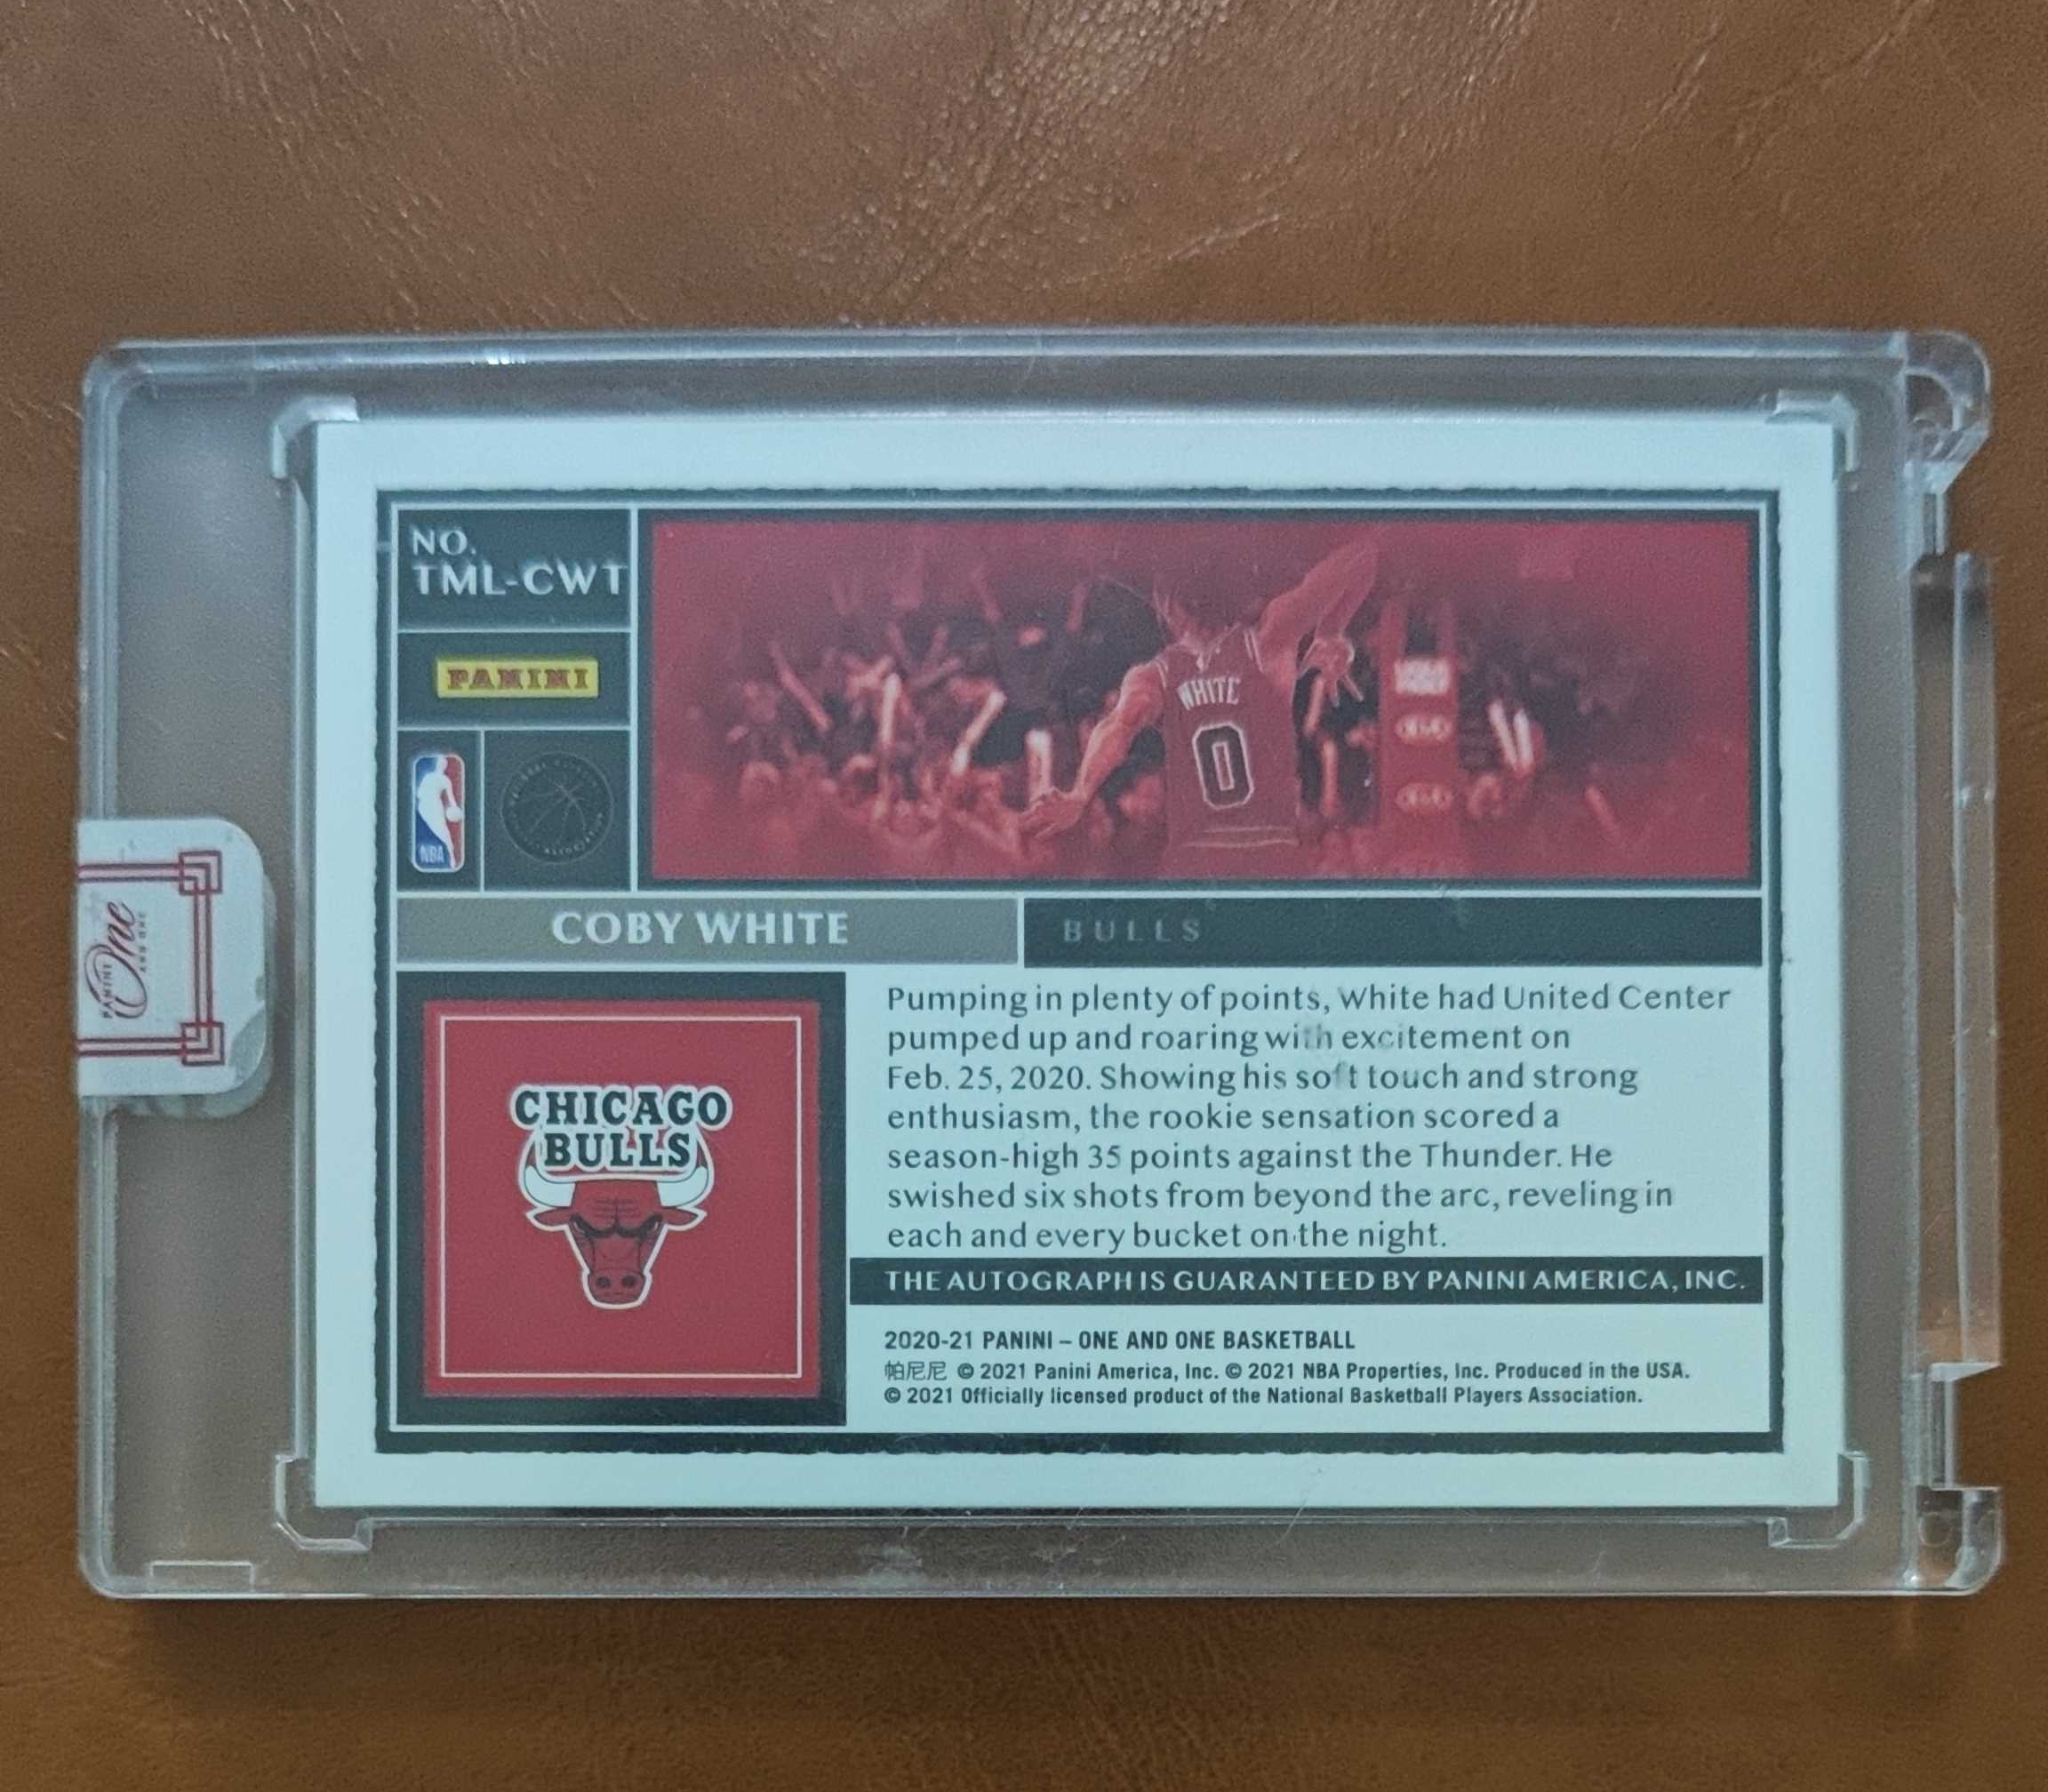 NO.
TML-CWT
PANINI
NBA
WHITE
0
COBY WHITE
BULLS
PANINI
One
AND ONE
CHICAGO
BULLS
Pumping in plenty of points, White had United Center
pumped up and roaring with excitement on
Feb. 25, 2020. Showing his soft touch and strong
enthusiasm, the rookie sensation scored a
season-high 35 points against the Thunder. He
swished six shots from beyond the arc, reveling in
each and every bucket on the night.
THE AUTOGRAPH IS GUARANTEED BY PANINI AMERICA, INC.
2020-21 PANINI – ONE AND ONE BASKETBALL
帕尼尼 © 2021 Panini America, Inc. © 2021 NBA Properties, Inc. Produced in the USA.
© 2021 Officially licensed product of the National Basketball Players Association.